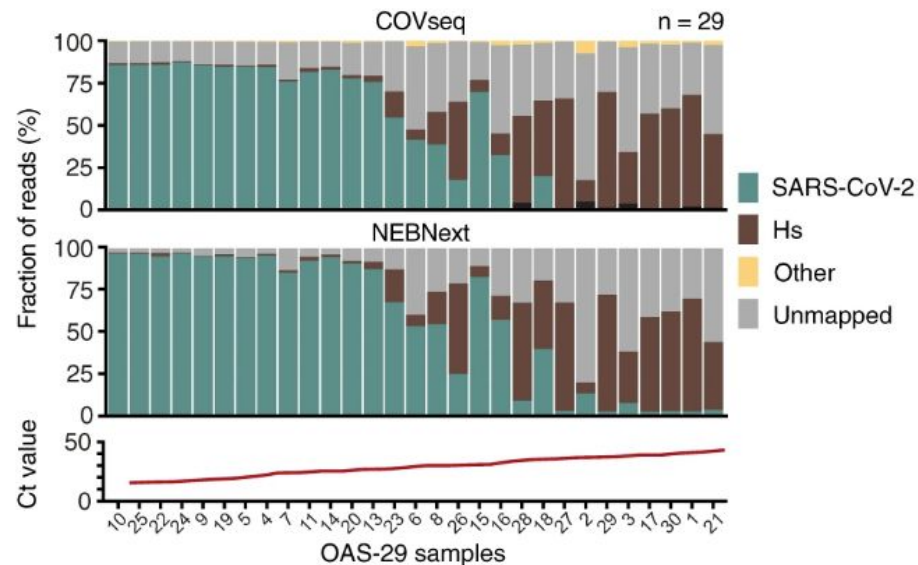 COVseq
n = 29
Fraction of reads (%)
100
75
50
25
0
NEBNext
100
75
50
25
0
SARS-CoV-2
Hs
Other
Unmapped
Ct value
50
0
10 25 22 24 9 19 5 4 7 11 14 20 13 23 6 8 26 15 16 28 18 27 2 29 3 17 30 1 21
OAS-29 samples